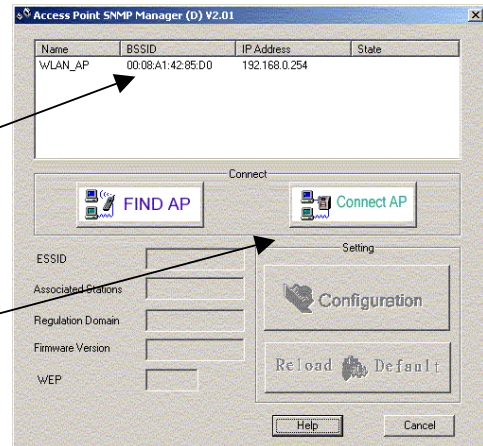 Access Point SNMP Manager (D) V2.01
Name BSSID IP Address State
WLAN_AP 00:08:A1:42:85:D0 192.168.0.254
Connect
FIND AP
Connect AP
Setting
ESSID
Associated Stations
Configuration
Regulation Domain
Firmware Version
Reload Default
WEP
Help
Cancel